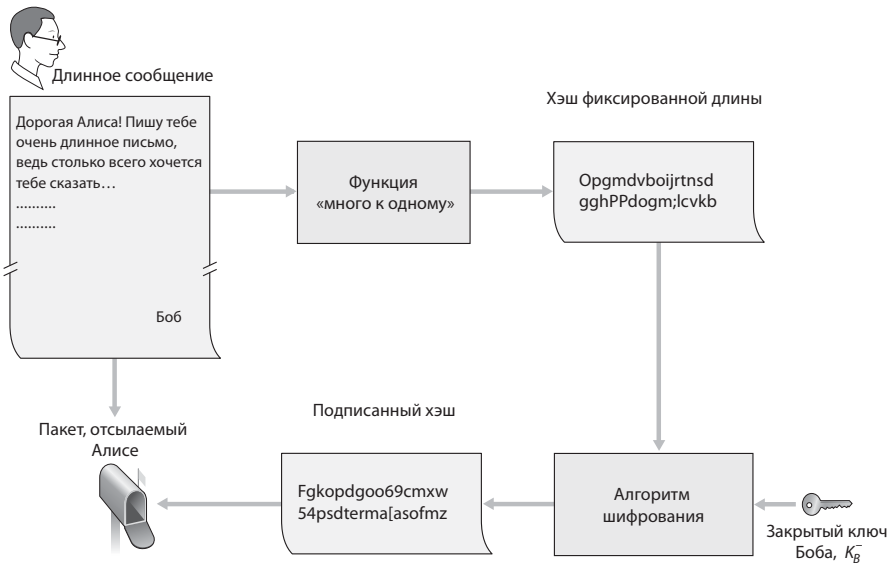 Длинное сообщение
Дорогая Алиса! Пишу тебе
очень длинное письмо,
ведь столько всего хочется
тебе сказать…
..........
..........
Боб
Функция
«много к одному»
Хэш фиксированной длины
Opgmdvboijrtnsd
gghPPdogm;lcvkb
Пакет, отсылаемый
Алисе
Подписанный хэш
Fgkopdgoo69cmxw
54psdterma[asofmz
Алгоритм
шифрования
Закрытый ключ
Боба, K⁻B